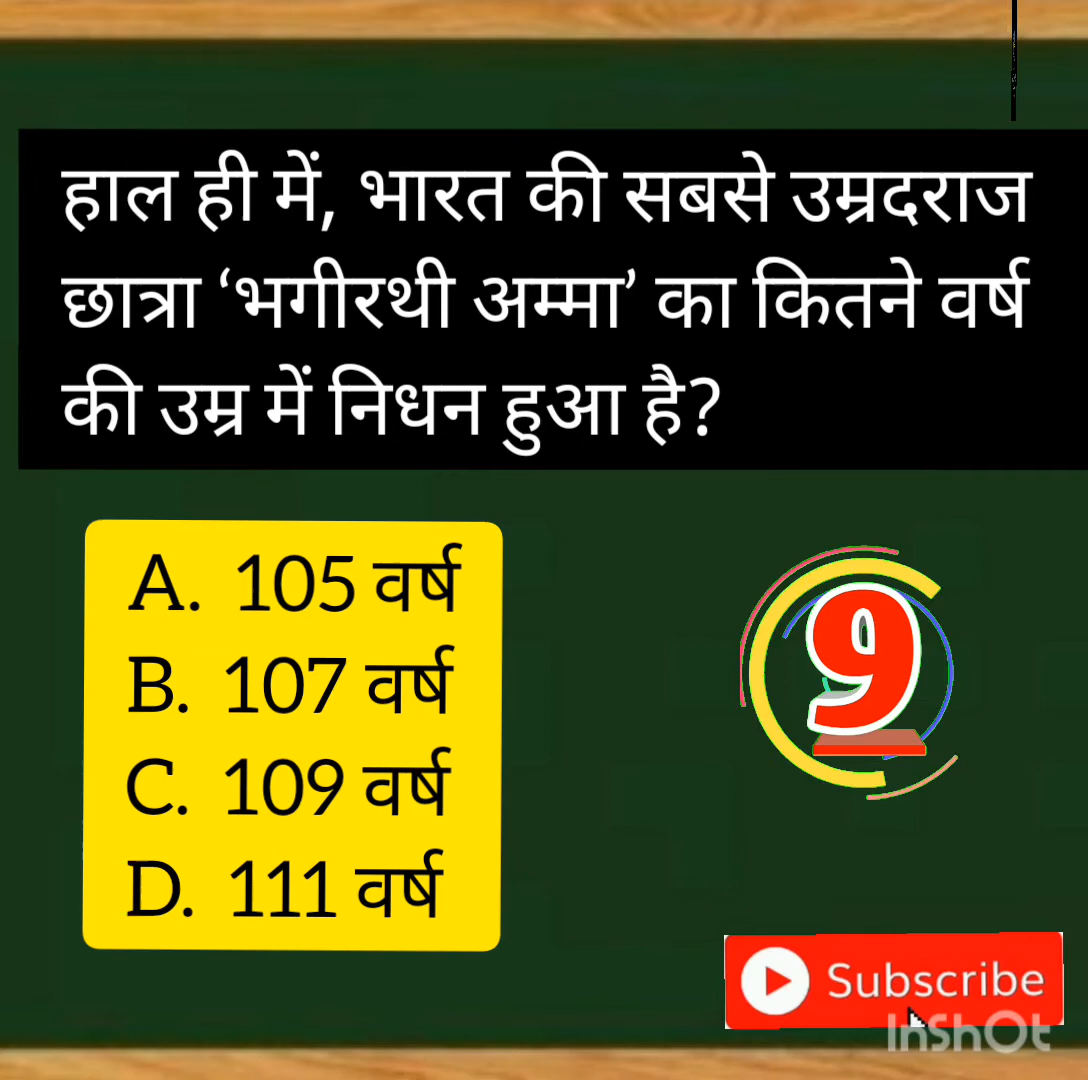 हाल ही में, भारत की सबसे उम्रदराज
छात्रा ‘भगीरथी अम्मा’ का कितने वर्ष
की उम्र में निधन हुआ है?
A. 105 वर्ष
B. 107 वर्ष
C. 109 वर्ष
D. 111 वर्ष
9
Subscribe
InShOt